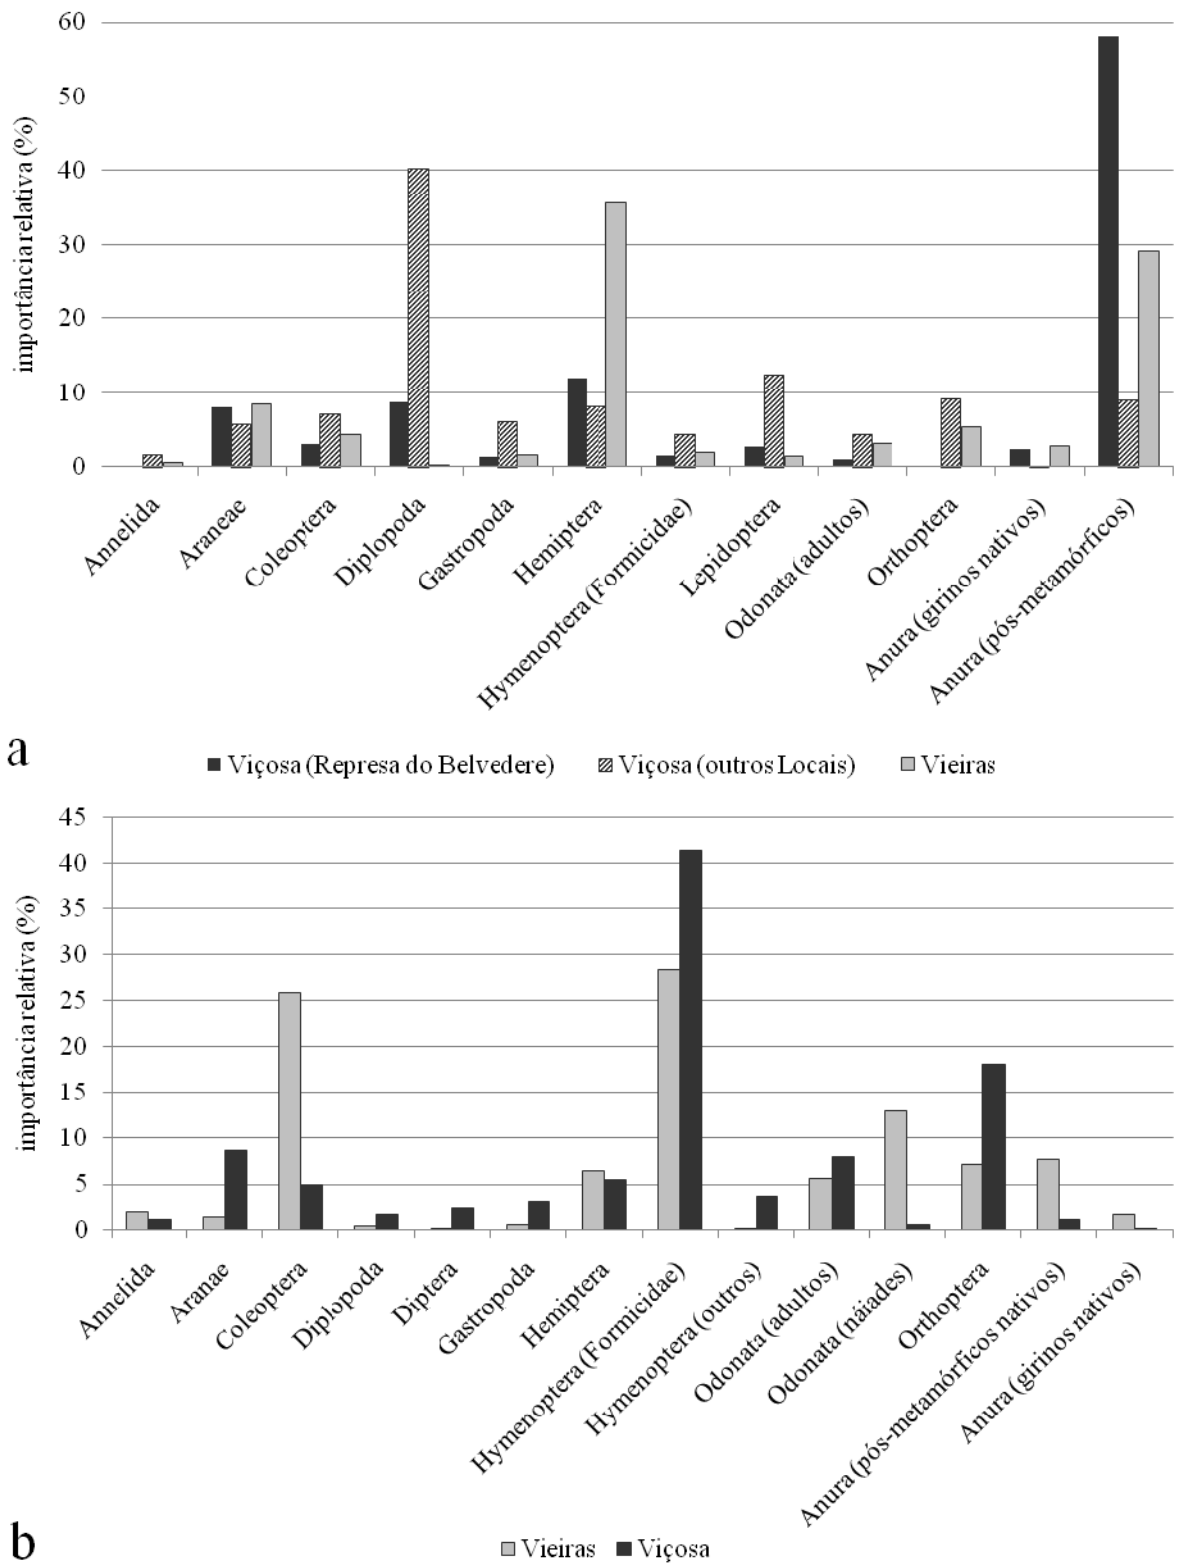 60
50
40
30
20
10
0
importância relativa (%)
Annelida
Araneae
Coleoptera
Diplopoda
Gastropoda
Hemiptera
Hymenoptera (Formicidae)
Lepidoptera
Odonata (adultos)
Orthoptera
Anura (girinos nativos)
Anura (pós-metamórficos)
a
Viçosa (Represa do Belvedere) Viçosa (outros Locais) Vieiras
45
40
35
30
25
20
15
10
5
0
importância relativa (%)
Annelida
Aranae
Coleoptera
Diplopoda
Diptera
Gastropoda
Hemiptera
Hymenoptera (Formicidae)
Hymenoptera (outros)
Odonata (adultos)
Odonata (náiades)
Orthoptera
Anura (pós-metamórficos nativos)
Anura (girinos nativos)
b
Vieiras Viçosa